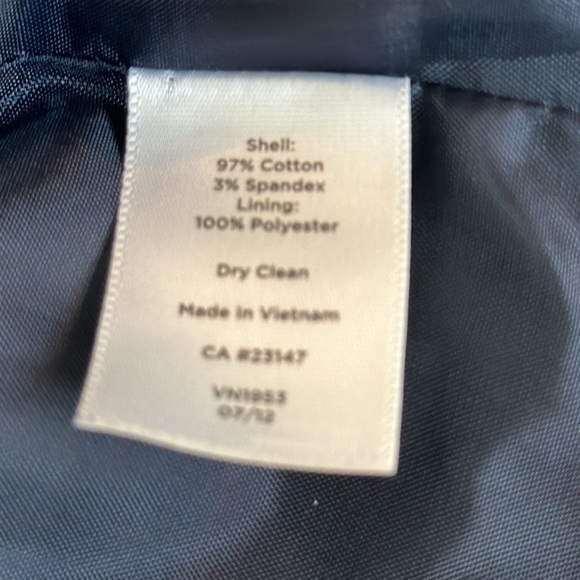 Shell:
97% Cotton
3% Spandex
Lining:
100% Polyester
Dry Clean
Made in Vietnam
CA #23147
VN1953
07/12